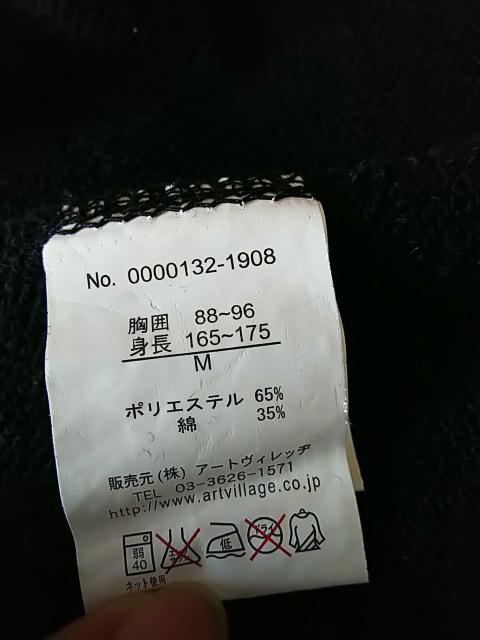 No. 0000132-1908
胸囲 88~96
身長 165~175
M
ポリエステル 65%
綿 35%
販売元(株) アートヴィレッヂ
TEL 03-3626-1571
http://www.artvillage.co.jp
弱 40 低 ドライ
ネット使用